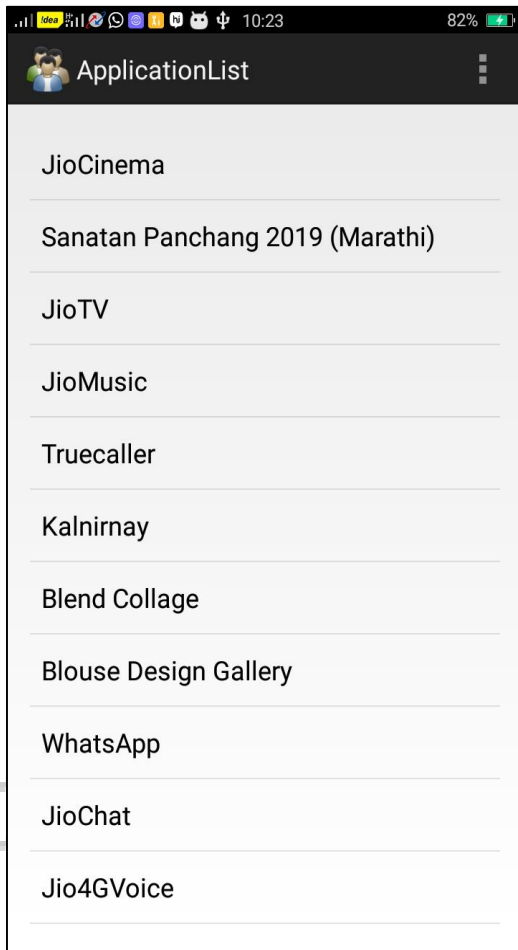 idea 10:23 82%
ApplicationList
JioCinema
Sanatan Panchang 2019 (Marathi)
JioTV
JioMusic
Truecaller
Kalnirnay
Blend Collage
Blouse Design Gallery
WhatsApp
JioChat
Jio4GVoice